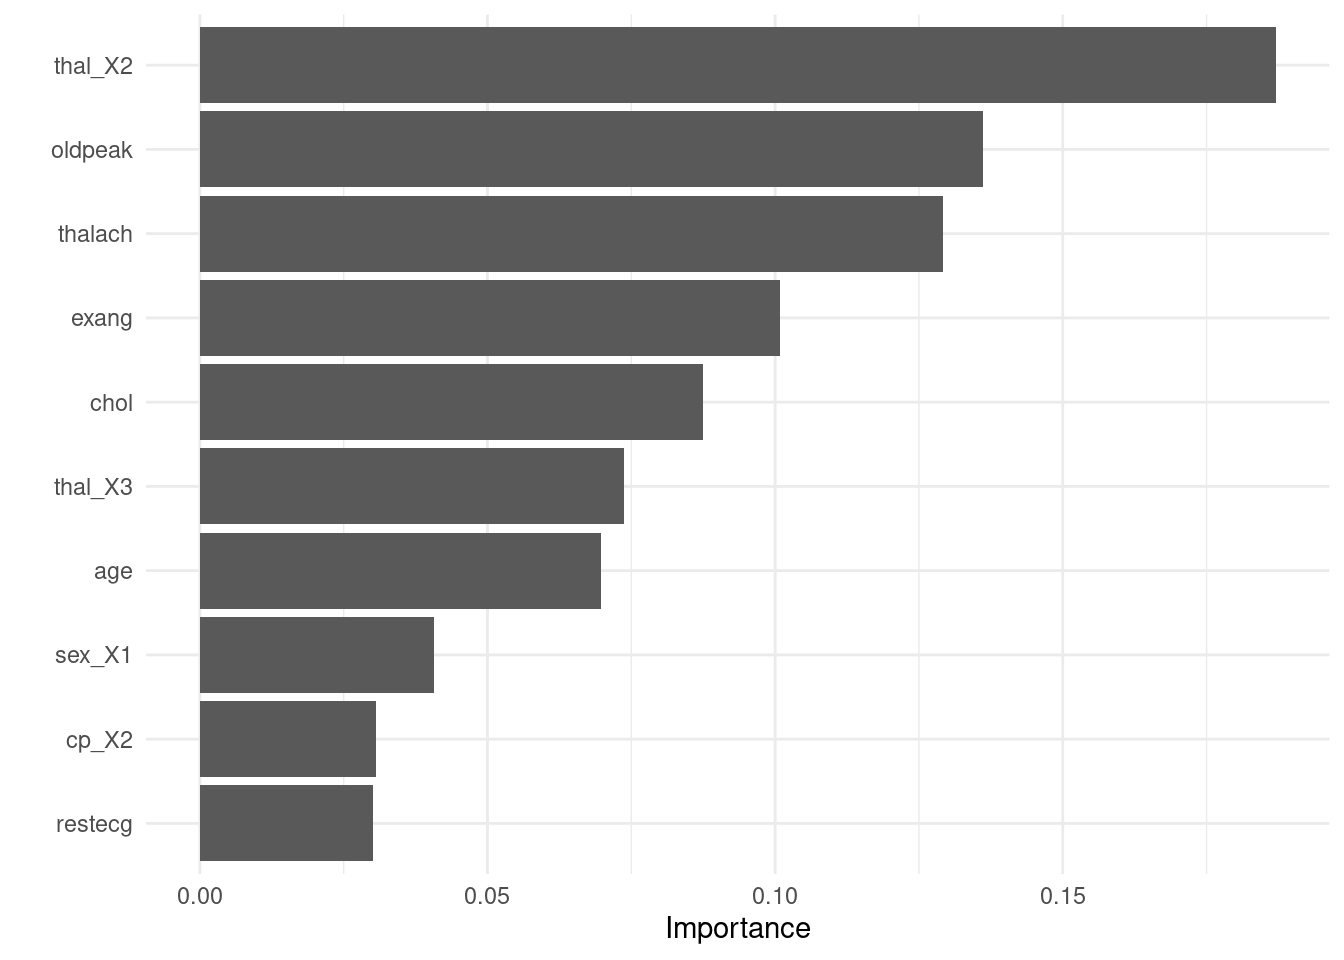 thal_X2
oldpeak
thalach
exang
chol
thal_X3
age
sex_X1
cp_X2
restecg
0.00 0.05 0.10 0.15
Importance